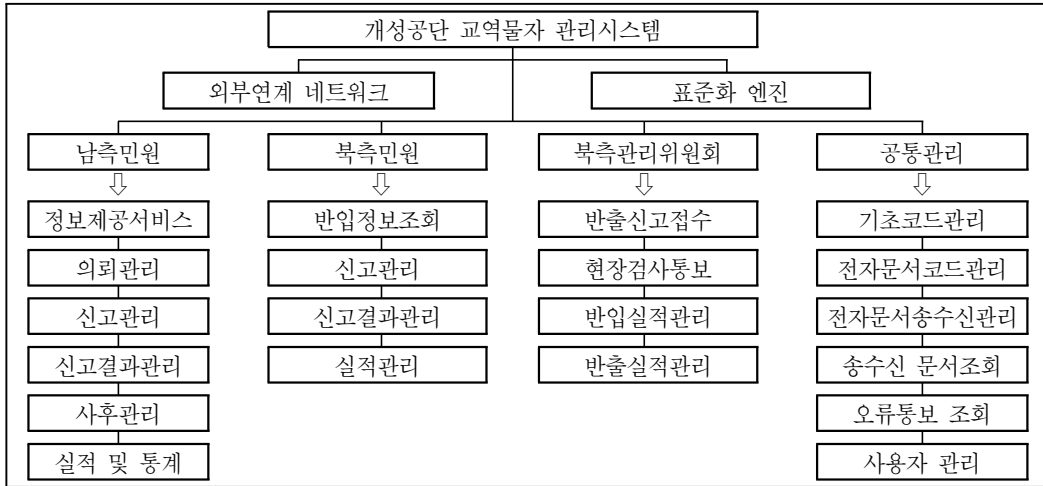 개성공단 교역물자 관리시스템
외부연계 네트워크
표준화 엔진
남측민원
북측민원
북측관리위원회
공통관리
정보제공서비스
반입정보조회
반출신고접수
기초코드관리
의뢰관리
신고관리
현장검사통보
전자문서코드관리
신고관리
신고결과관리
반입실적관리
전자문서송수신관리
신고결과관리
실적관리
반출실적관리
송수신 문서조회
사후관리
오류통보 조회
실적 및 통계
사용자 관리